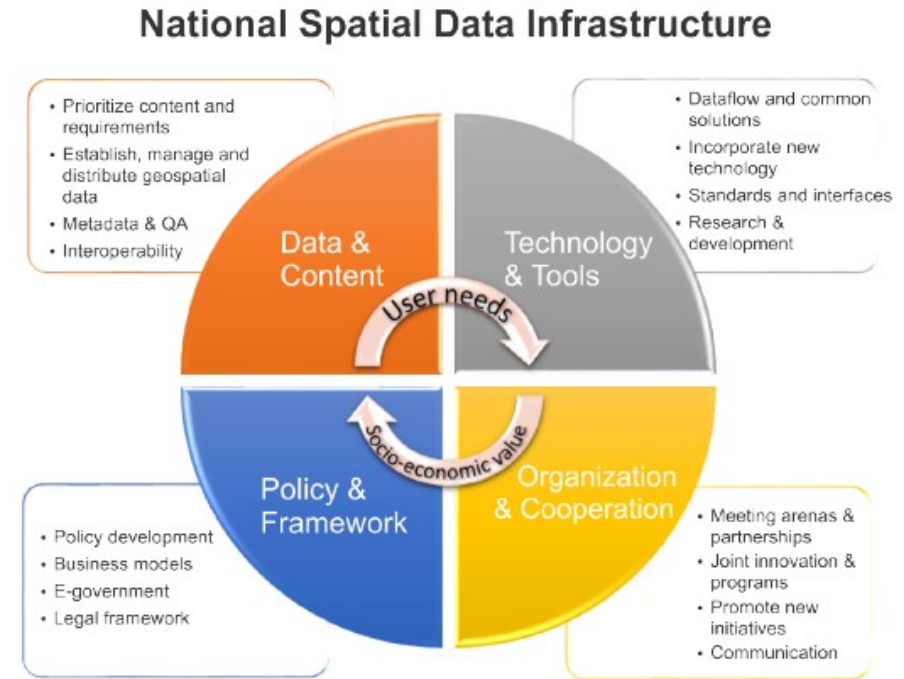 National Spatial Data Infrastructure
• Prioritize content and
requirements
• Establish, manage and
distribute geospatial
data
• Metadata & QA
• Interoperability
• Dataflow and common
solutions
• Incorporate new
technology
• Standards and interfaces
• Research &
development
Data &
Content
Technology
& Tools
User needs
Socio-economic value
Policy &
Framework
Organization
& Cooperation
• Policy development
• Business models
• E-government
• Legal framework
• Meeting arenas &
partnerships
• Joint innovation &
programs
• Promote new
initiatives
• Communication